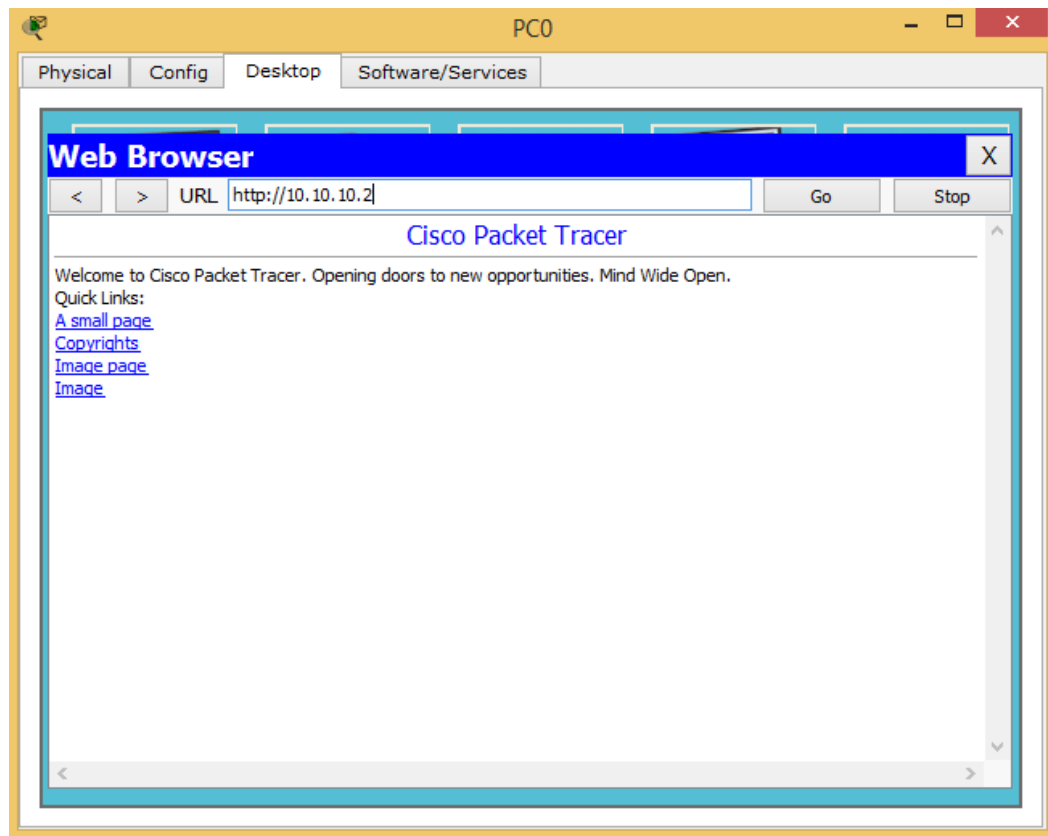 PC0
Physical Config Desktop Software/Services
Web Browser X
< > URL http://10.10.10.2 Go Stop
Cisco Packet Tracer
Welcome to Cisco Packet Tracer. Opening doors to new opportunities. Mind Wide Open.
Quick Links:
A small page
Copyrights
Image page
Image